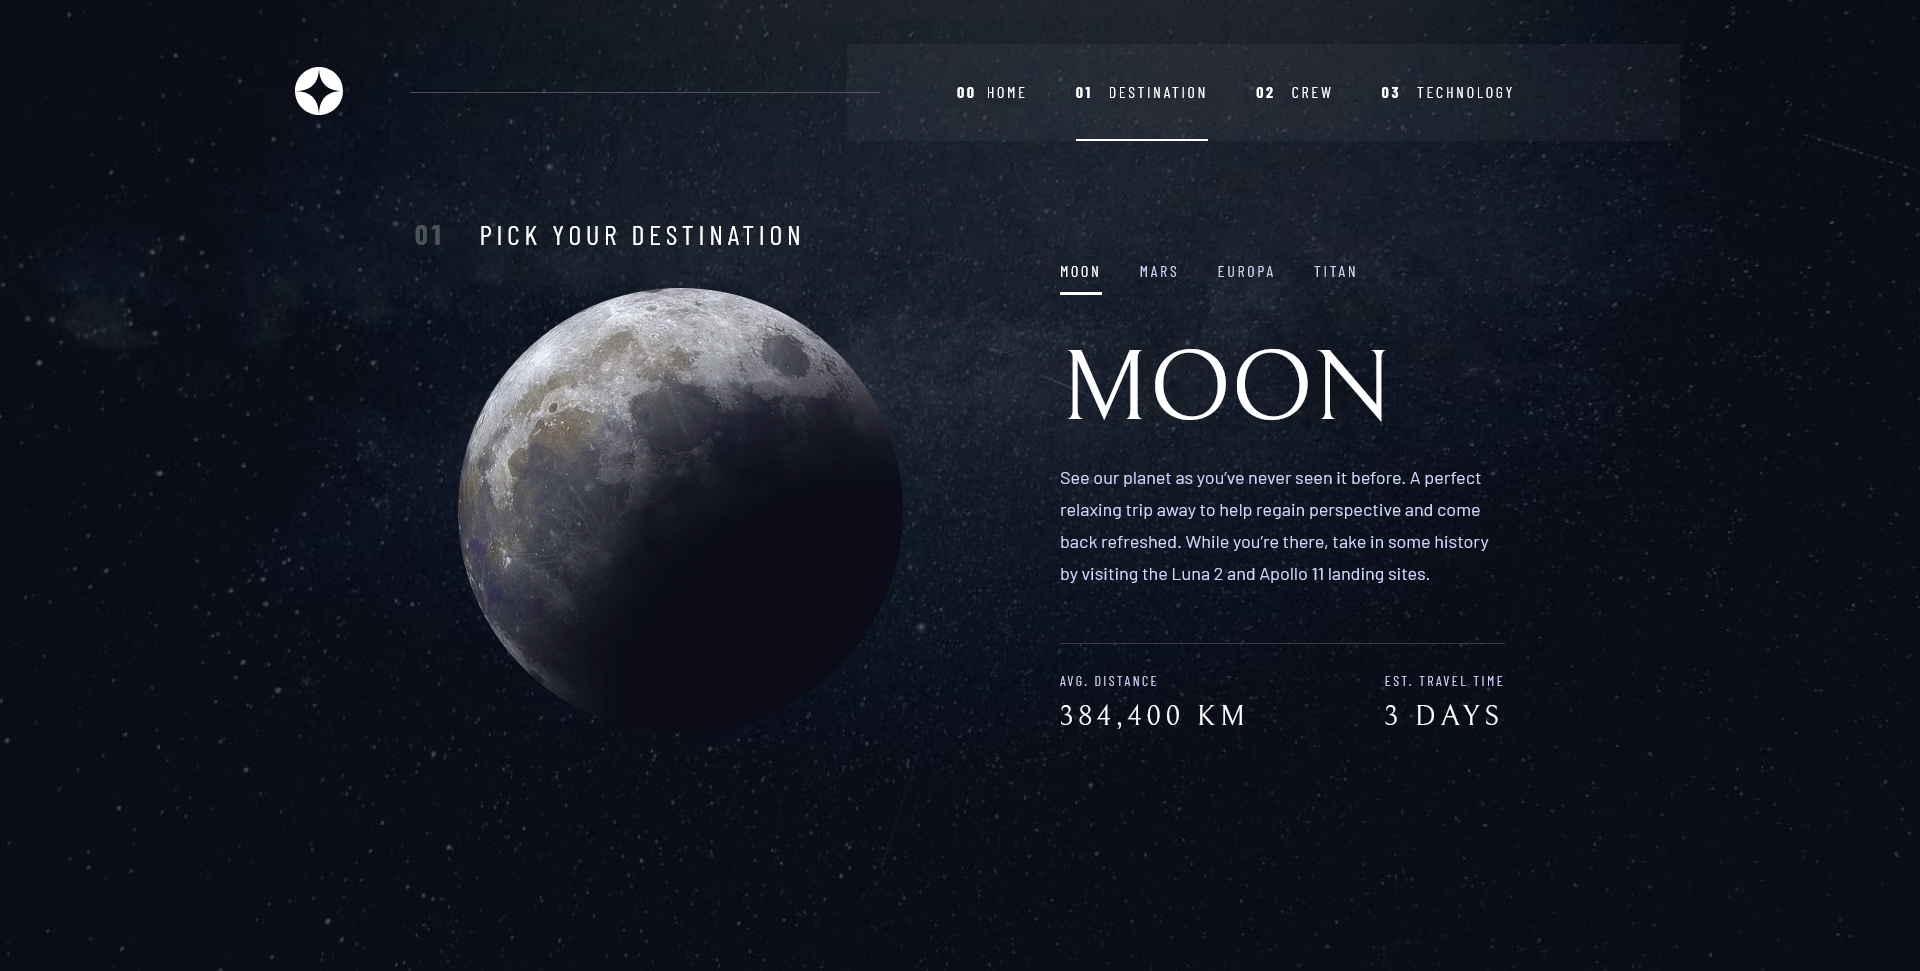 00 HOME 01 DESTINATION 02 CREW 03 TECHNOLOGY
01 PICK YOUR DESTINATION
MOON MARS EUROPA TITAN
MOON
See our planet as you’ve never seen it before. A perfect
relaxing trip away to help regain perspective and come
back refreshed. While you’re there, take in some history
by visiting the Luna 2 and Apollo 11 landing sites.
AVG. DISTANCE
384,400 KM
EST. TRAVEL TIME
3 DAYS